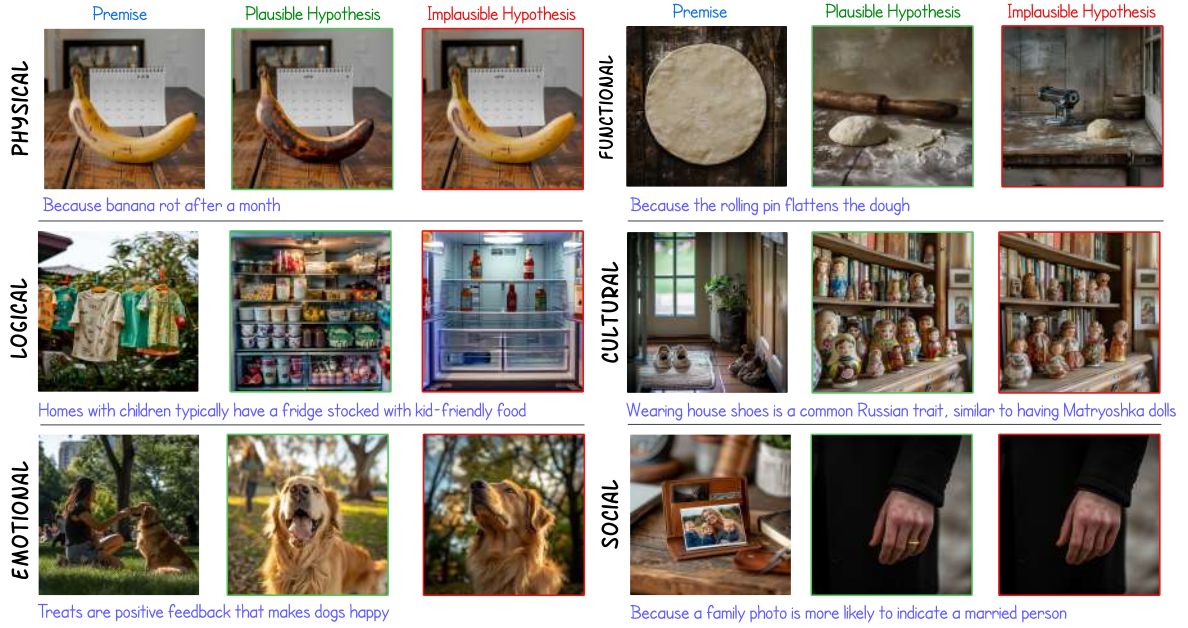 Premise
Plausible Hypothesis
Implausible Hypothesis
Premise
Plausible Hypothesis
Implausible Hypothesis
PHYSICAL
Because banana rot after a month
FUNCTIONAL
Because the rolling pin flattens the dough
LOGICAL
Homes with children typically have a fridge stocked with kid-friendly food
CULTURAL
Wearing house shoes is a common Russian trait, similar to having Matryoshka dolls
EMOTIONAL
Treats are positive feedback that makes dogs happy
SOCIAL
Because a family photo is more likely to indicate a married person